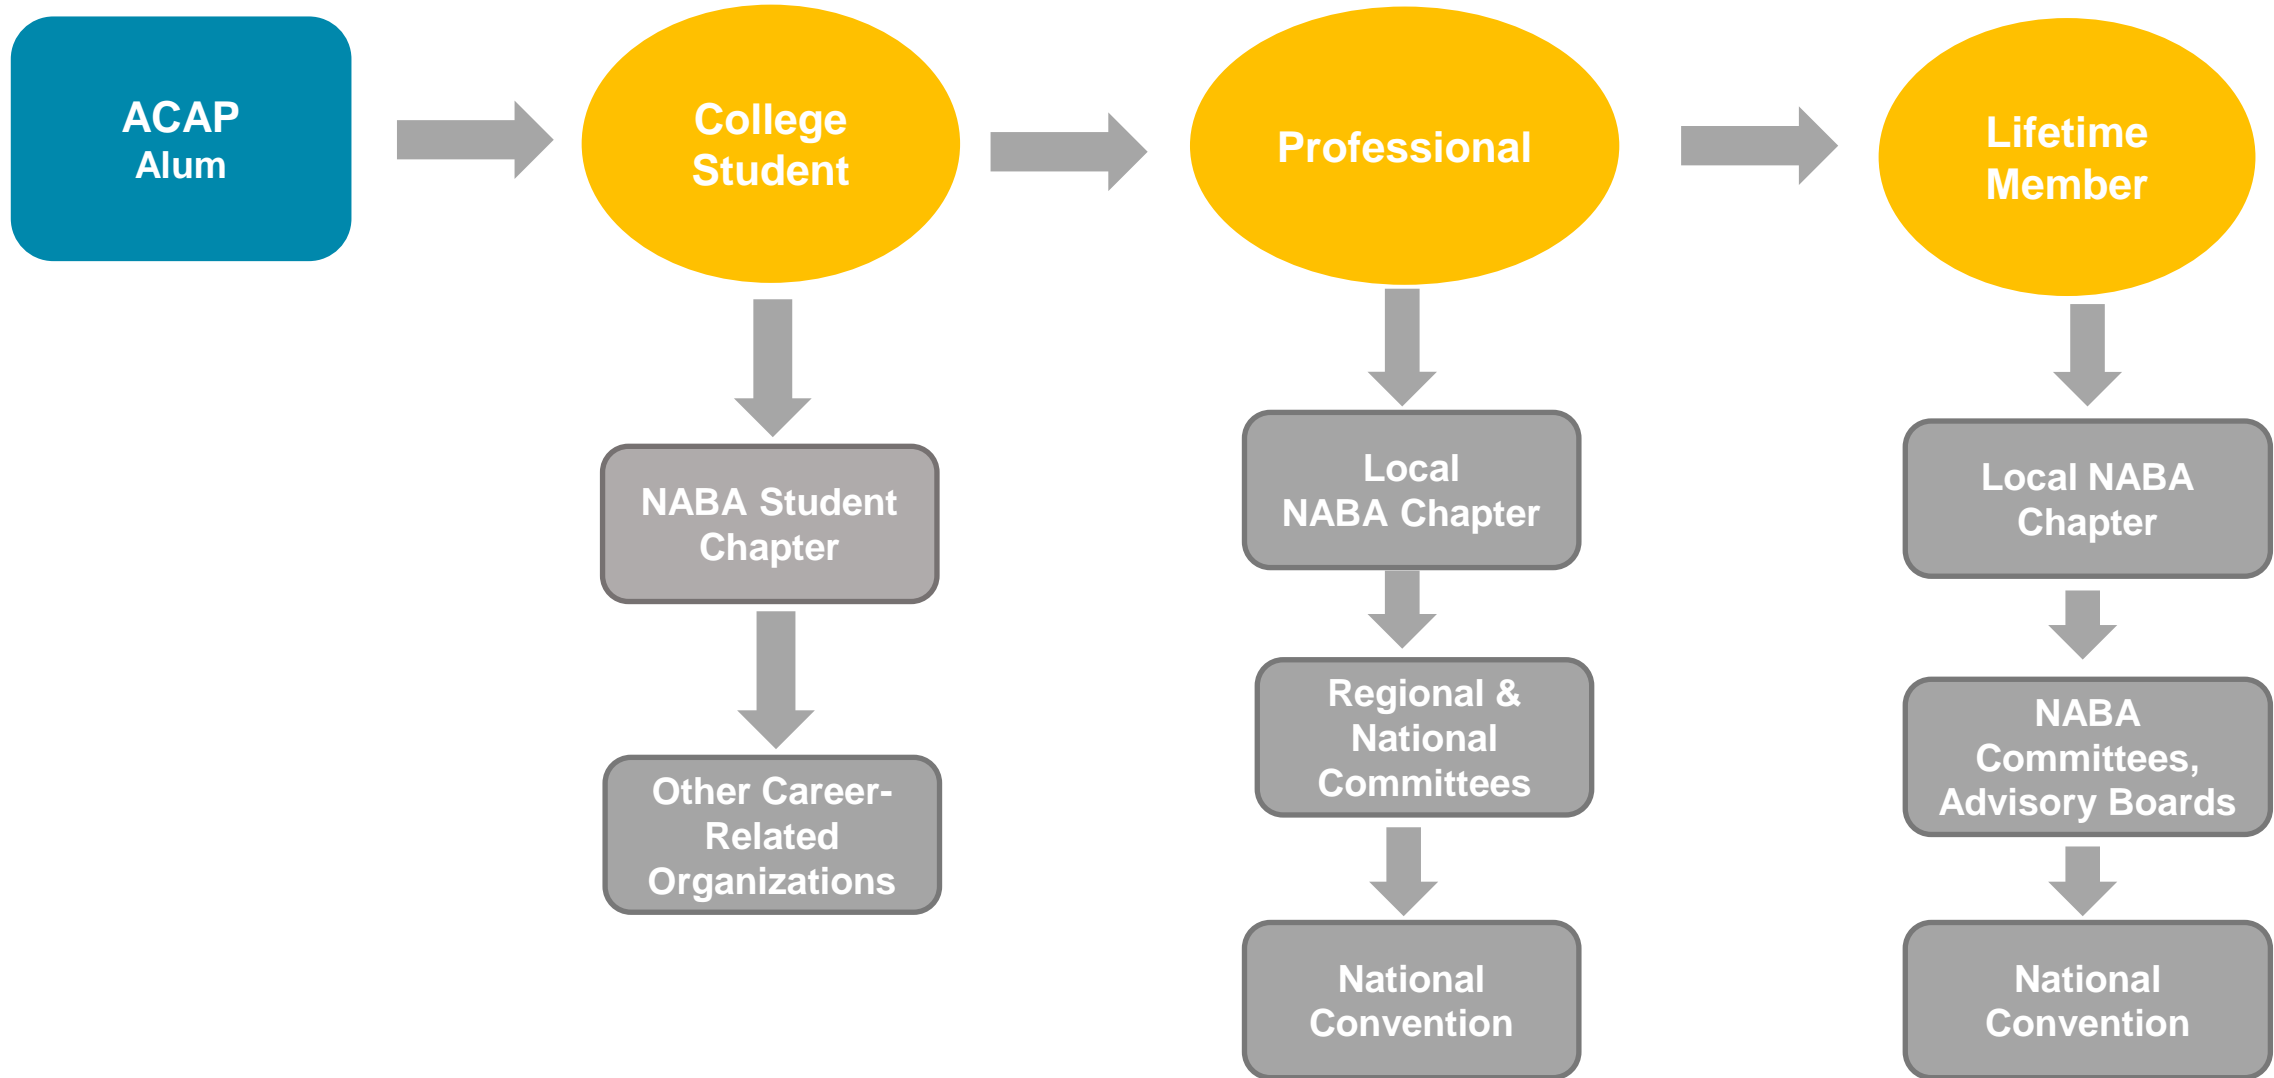 ACAP
Alum
College
Student
Professional
Lifetime
Member
NABA Student
Chapter
Other Career-
Related
Organizations
Local
NABA Chapter
Regional &
National
Committees
National
Convention
Local NABA
Chapter
NABA
Committees,
Advisory Boards
National
Convention